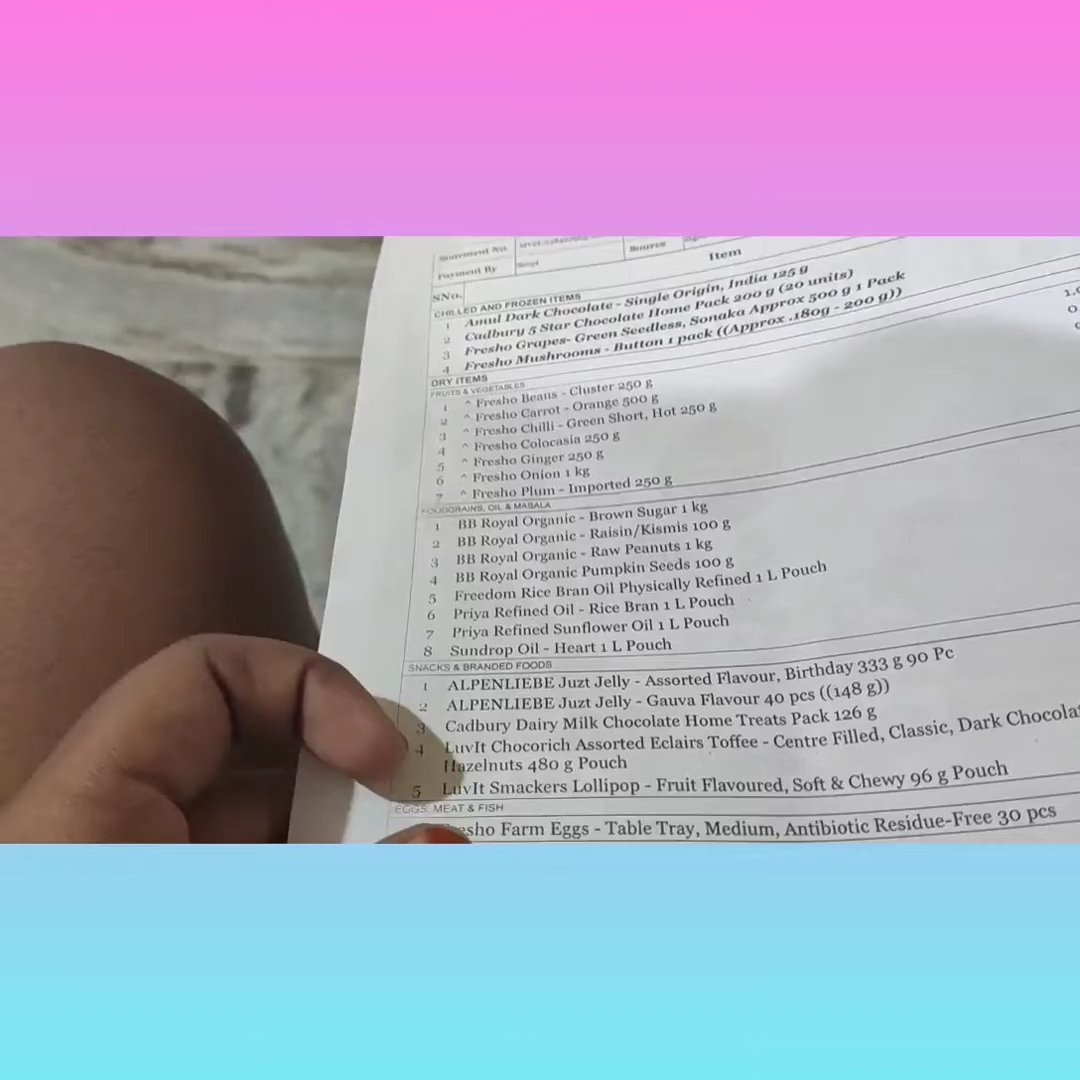 Statement No.
Source
Payment By
SNo.
Item
CHILLED AND FROZEN ITEMS
1 Amul Dark Chocolate - Single Origin, India 125 g
2 Cadbury 5 Star Chocolate Home Pack 200 g (20 units)
3 Fresho Grapes- Green Seedless, Sonaka Approx 500 g 1 Pack
4 Fresho Mushrooms - Button 1 pack ((Approx .180g - 200 g))
DRY ITEMS
FRUITS & VEGETABLES
1 ^ Fresho Beans - Cluster 250 g
2 ^ Fresho Carrot - Orange 500 g
3 ^ Fresho Chilli - Green Short, Hot 250 g
4 ^ Fresho Colocasia 250 g
5 ^ Fresho Ginger 250 g
6 ^ Fresho Onion 1 kg
7 ^ Fresho Plum - Imported 250 g
FOODGRAINS, OIL & MASALA
1 BB Royal Organic - Brown Sugar 1 kg
2 BB Royal Organic - Raisin/Kismis 100 g
3 BB Royal Organic - Raw Peanuts 1 kg
4 BB Royal Organic Pumpkin Seeds 100 g
5 Freedom Rice Bran Oil Physically Refined 1 L Pouch
6 Priya Refined Oil - Rice Bran 1 L Pouch
7 Priya Refined Sunflower Oil 1 L Pouch
8 Sundrop Oil - Heart 1 L Pouch
SNACKS & BRANDED FOODS
1 ALPENLIEBE Juzt Jelly - Assorted Flavour, Birthday 333 g 90 Pc
2 ALPENLIEBE Juzt Jelly - Gauva Flavour 40 pcs ((148 g))
3 Cadbury Dairy Milk Chocolate Home Treats Pack 126 g
4 LuvIt Chocorich Assorted Eclairs Toffee - Centre Filled, Classic, Dark Chocola
Hazelnuts 480 g Pouch
5 LuvIt Smackers Lollipop - Fruit Flavoured, Soft & Chewy 96 g Pouch
EGGS, MEAT & FISH
esho Farm Eggs - Table Tray, Medium, Antibiotic Residue-Free 30 pcs